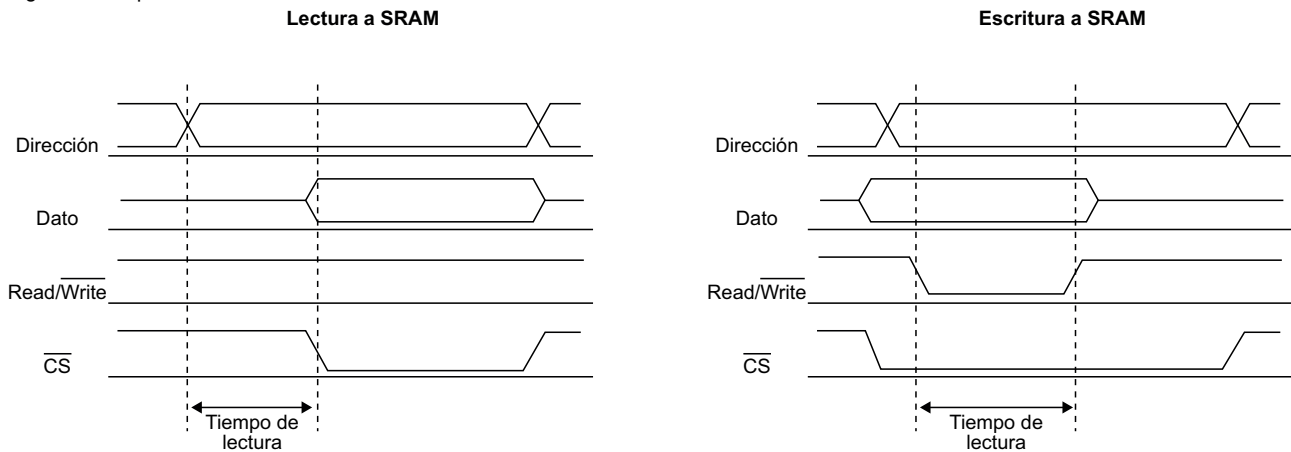 Lectura a SRAM
Dirección
Dato
Read/Write
CS
Tiempo de
lectura
Escritura a SRAM
Dirección
Dato
Read/Write
CS
Tiempo de
lectura